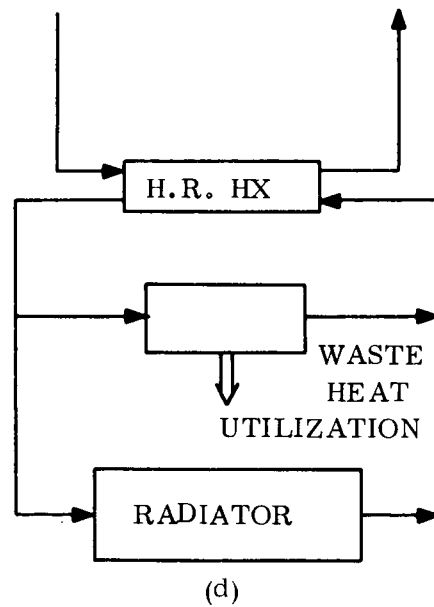 H.R. HX
WASTE
HEAT
UTILIZATION
RADIATOR
(d)